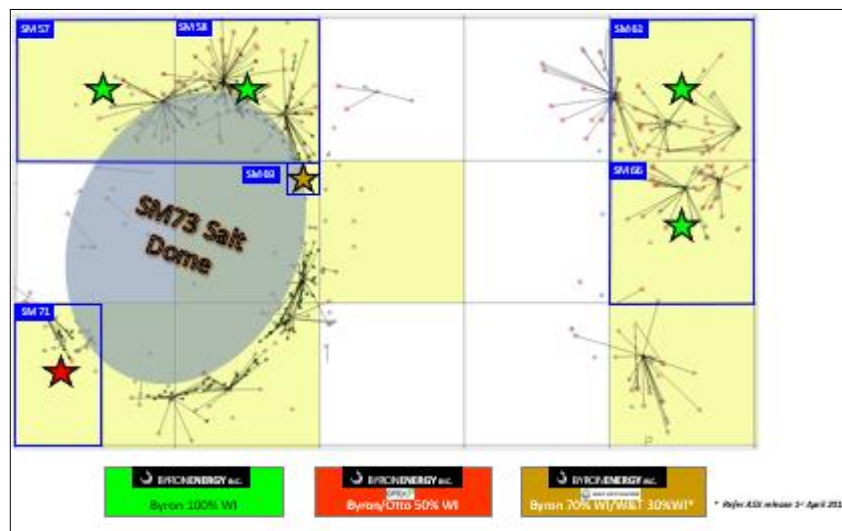 SM 57
SM 58
SM 61
SM 69
SM 66
SM73 Salt
Dome
SM 71
BYRONENERGY INC.
BYRONENERGY INC.
BYRONENERGY INC.
Byron 100% WI
Byron/Otto 50% WI
Byron 70% WI/W&T 30%WI*
* Refer ASX release 1st April